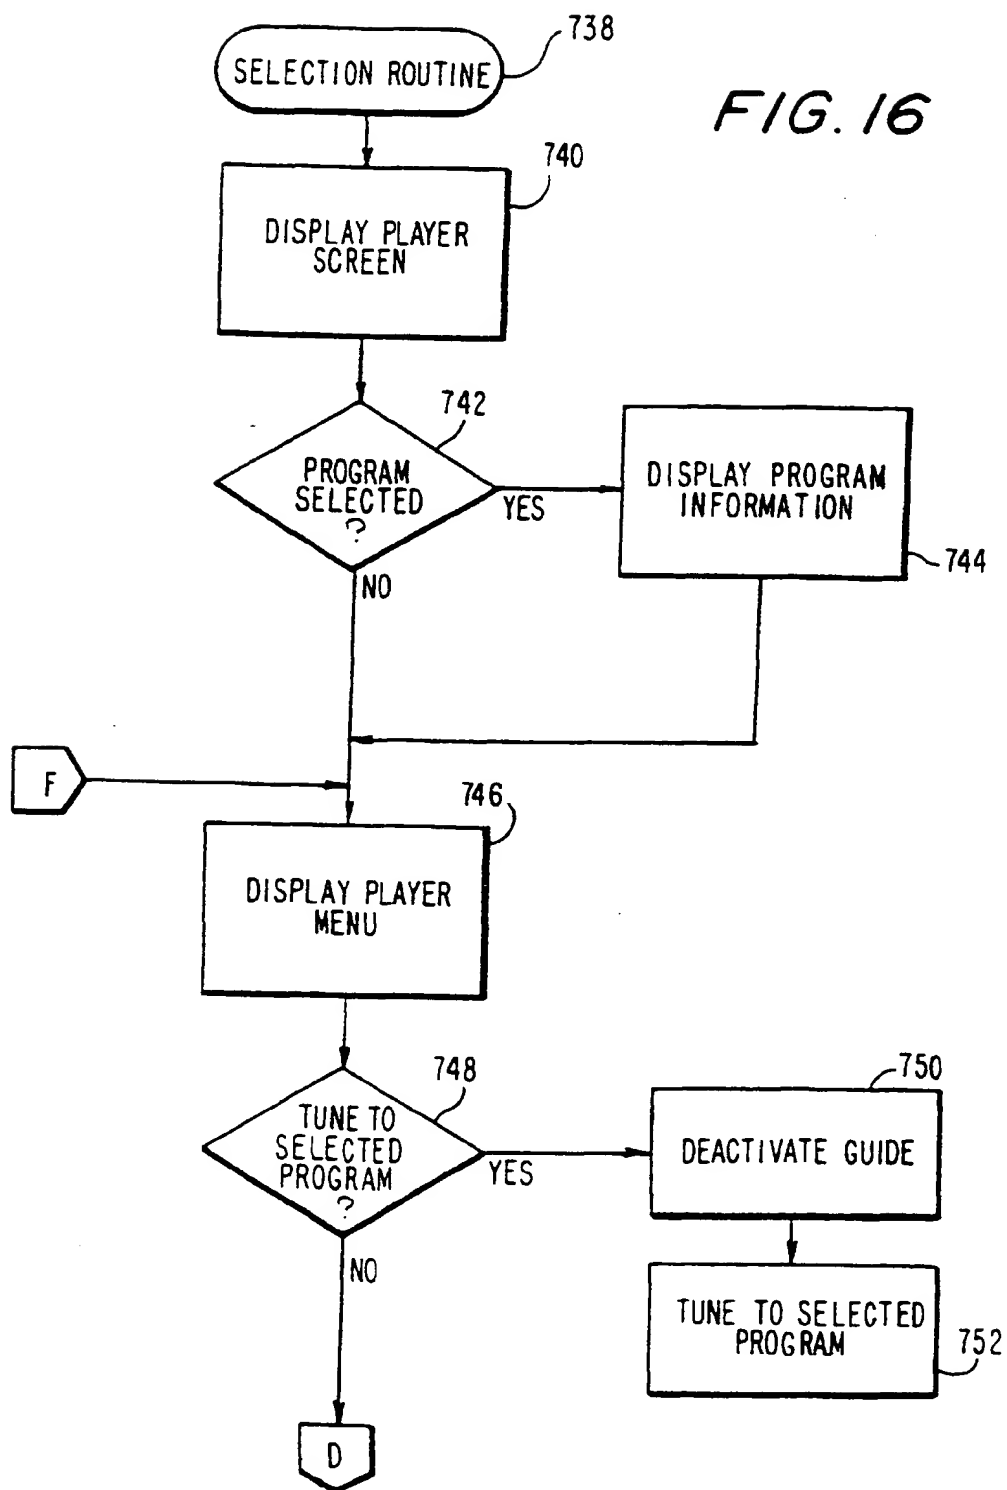 738
SELECTION ROUTINE
FIG. 16
740
DISPLAY PLAYER
SCREEN
742
PROGRAM
SELECTED
?
YES
NO
DISPLAY PROGRAM
INFORMATION
744
F
746
DISPLAY PLAYER
MENU
748
TUNE TO
SELECTED
PROGRAM
?
YES
NO
750
DEACTIVATE GUIDE
TUNE TO SELECTED
PROGRAM
752
D